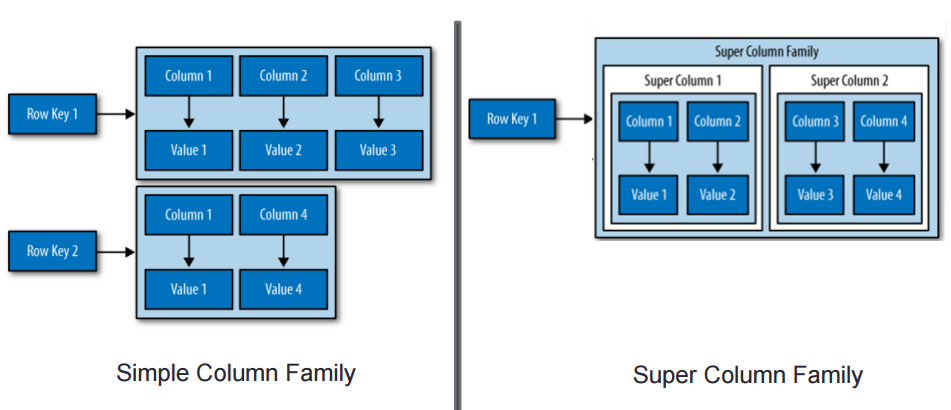 Column 1 Column 2 Column 3
Row Key 1
Value 1 Value 2 Value 3
Column 1 Column 4
Row Key 2
Value 1 Value 4
Simple Column Family
Super Column Family
Super Column 1 Super Column 2
Row Key 1
Column 1 Column 2 Column 3 Column 4
Value 1 Value 2 Value 3 Value 4
Super Column Family